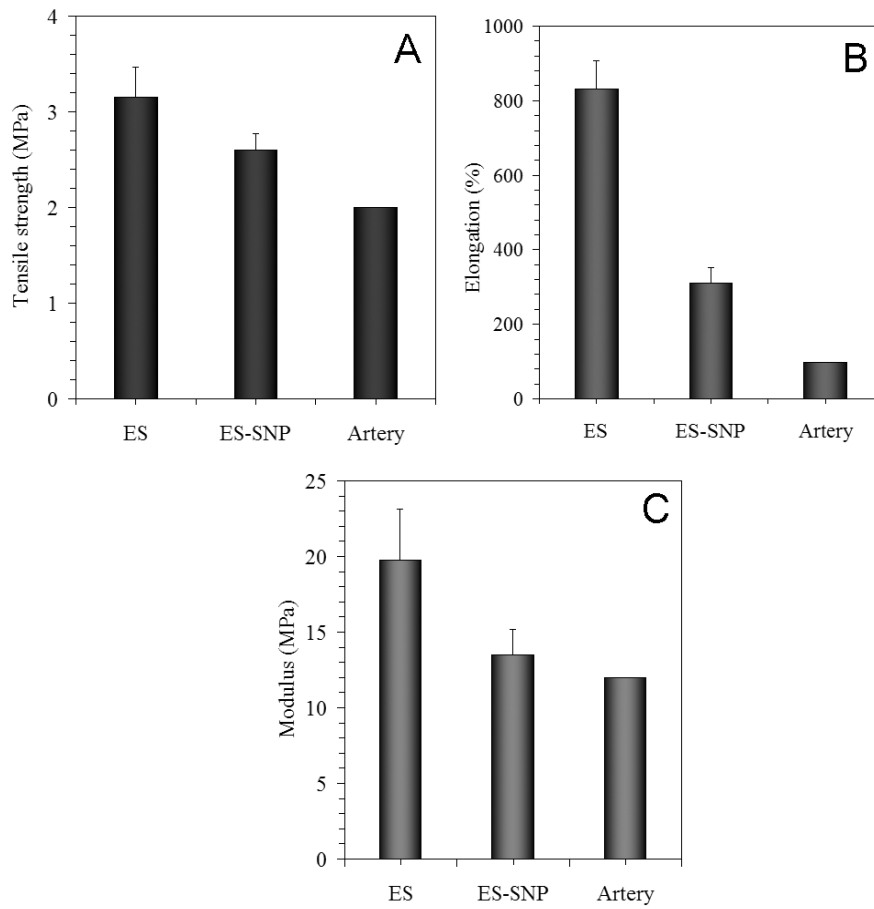 A
Tensile strength (MPa)
4
3
2
1
0
ES ES-SNP Artery
B
Elongation (%)
1000
800
600
400
200
0
ES ES-SNP Artery
C
Modulus (MPa)
25
20
15
10
5
0
ES ES-SNP Artery